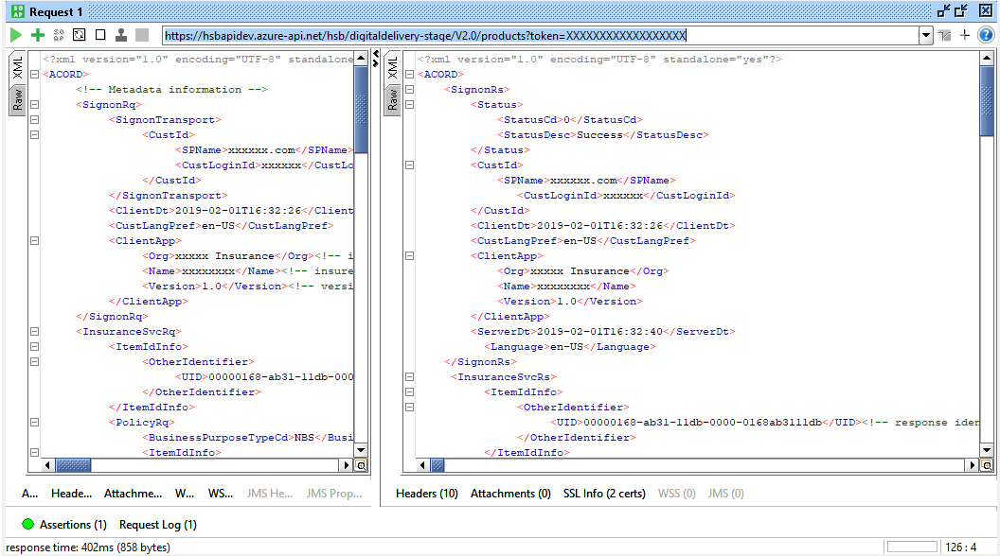 Request 1
https://hsbapidev.azure-api.net/hsb/digitaldelivery-stage/V2.0/products?token=XXXXXXXXXXXXXXXXXX
XML
Raw
<?xml version="1.0" encoding="UTF-8" standalone
<ACORD>
<!-- Metadata information -->
<SignonRq>
<SignonTransport>
<CustId>
<SPName>xxxxxx.com</SPName>
<CustLoginId>xxxxxx</CustLo
</CustId>
</SignonTransport>
<ClientDt>2019-02-01T16:32:26</Client
<CustLangPref>en-US</CustLangPref>
<ClientApp>
<Org>xxxxx Insurance</Org><!-- i
<Name>xxxxxxxx</Name><!-- insure
<Version>1.0</Version><!-- versi
</ClientApp>
</SignonRq>
<InsuranceSvcRq>
<ItemIdInfo>
<OtherIdentifier>
<UID>00000168-ab31-11db-000
</OtherIdentifier>
</ItemIdInfo>
<PolicyRq>
<BusinessPurposeTypeCd>NBS</Busi
<ItemIdInfo>
XML
Raw
<?xml version="1.0" encoding="UTF-8" standalone="yes"?>
<ACORD>
<SignonRs>
<Status>
<StatusCd>0</StatusCd>
<StatusDesc>Success</StatusDesc>
</Status>
<CustId>
<SPName>xxxxxx.com</SPName>
<CustLoginId>xxxxxx</CustLoginId>
</CustId>
<ClientDt>2019-02-01T16:32:26</ClientDt>
<CustLangPref>en-US</CustLangPref>
<ClientApp>
<Org>xxxxx Insurance</Org>
<Name>xxxxxxxx</Name>
<Version>1.0</Version>
</ClientApp>
<ServerDt>2019-02-01T16:32:40</ServerDt>
<Language>en-US</Language>
</SignonRs>
<InsuranceSvcRs>
<ItemIdInfo>
<OtherIdentifier>
<UID>00000168-ab31-11db-0000-0168ab3111db</UID><!-- response iden
</OtherIdentifier>
</ItemIdInfo>
A... Heade... Attachme... W... WS... JMS He... JMS Prop...
Headers (10) Attachments (0) SSL Info (2 certs) WSS (0) JMS (0)
Assertions (1) Request Log (1)
response time: 402ms (858 bytes)
126 : 4